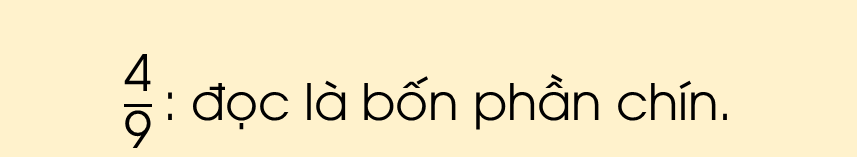 4/9 : đọc là bốn phần chín.